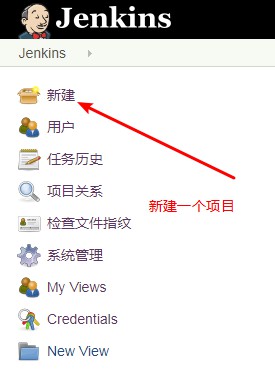 Jenkins
Jenkins
新建
用户
任务历史
项目关系
新建一个项目
检查文件指纹
系统管理
My Views
Credentials
New View